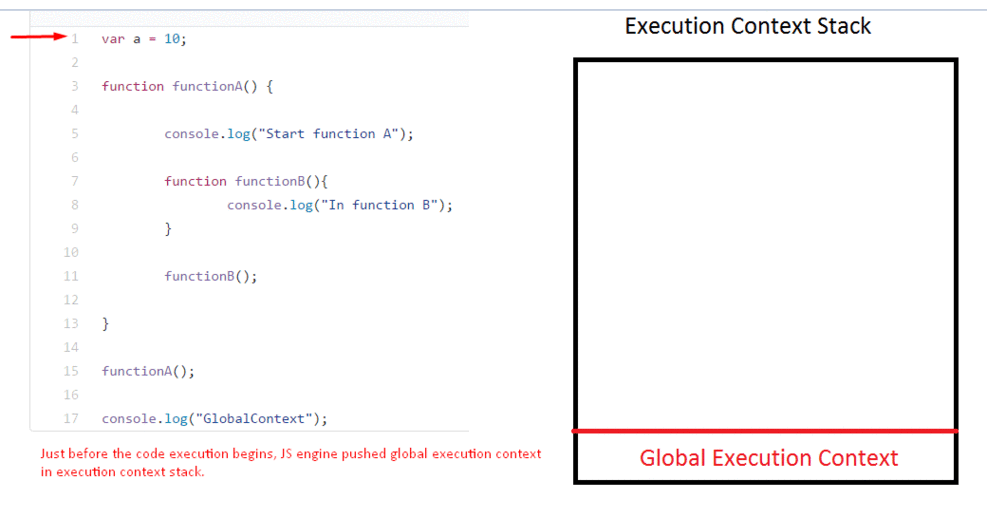 Execution Context Stack
1 var a = 10;
2
3 function functionA() {
4
5 console.log("Start function A");
6
7 function functionB(){
8 console.log("In function B");
9 }
10
11 functionB();
12
13 }
14
15 functionA();
16
17 console.log("GlobalContext");
Just before the code execution begins, JS engine pushed global execution context
in execution context stack.
Global Execution Context